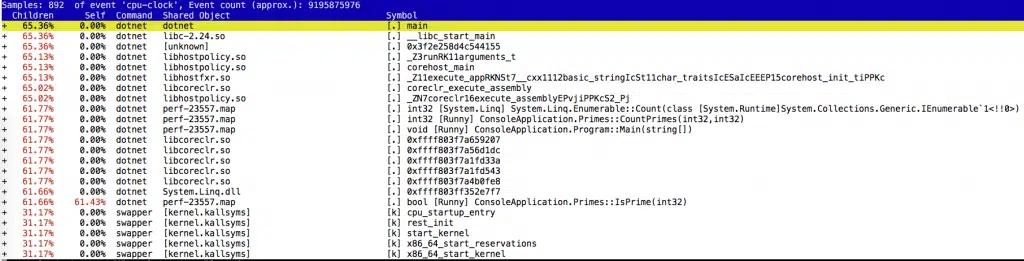 Samples: 892  of event 'cpu-clock', Event count (approx.): 9195875976
  Children      Self  Command  Shared Object        Symbol
+   65.36%     0.00%  dotnet   dotnet               [.] main
+   65.36%     0.00%  dotnet   libc-2.24.so         [.] __libc_start_main
+   65.36%     0.00%  dotnet   [unknown]            [.] 0x3f2e258d4c544155
+   65.13%     0.00%  dotnet   libhostpolicy.so     [.] _Z3runRK11arguments_t
+   65.13%     0.00%  dotnet   libhostpolicy.so     [.] corehost_main
+   65.13%     0.00%  dotnet   libhostfxr.so        [.] _Z11execute_appRKNSt7__cxx1112basic_stringIcSt11char_traitsIcESaIcEEEP15corehost_init_tiPPKc
+   65.02%     0.00%  dotnet   libcoreclr.so        [.] coreclr_execute_assembly
+   65.02%     0.00%  dotnet   libhostpolicy.so     [.] _ZN7coreclr16execute_assemblyEPvjiPPKcS2_Pj
+   61.77%     0.00%  dotnet   perf-23557.map       [.] int32 [System.Linq] System.Linq.Enumerable::Count(class [System.Runtime]System.Collections.Generic.IEnumerable`1<!!0>)
+   61.77%     0.00%  dotnet   perf-23557.map       [.] int32 [Runny] ConsoleApplication.Primes::CountPrimes(int32,int32)
+   61.77%     0.00%  dotnet   perf-23557.map       [.] void [Runny] ConsoleApplication.Program::Main(string[])
+   61.77%     0.00%  dotnet   libcoreclr.so        [.] 0xffff803f7a659207
+   61.77%     0.00%  dotnet   libcoreclr.so        [.] 0xffff803f7a56d1dc
+   61.77%     0.00%  dotnet   libcoreclr.so        [.] 0xffff803f7a1fd33a
+   61.77%     0.00%  dotnet   libcoreclr.so        [.] 0xffff803f7a1fd543
+   61.77%     0.00%  dotnet   libcoreclr.so        [.] 0xffff803f7a4b0fe8
+   61.66%     0.00%  dotnet   System.Linq.dll      [.] 0xffff803ff352e7f7
+   61.66%    61.43%  dotnet   perf-23557.map       [.] bool [Runny] ConsoleApplication.Primes::IsPrime(int32)
+   31.17%     0.00%  swapper  [kernel.kallsyms]    [k] cpu_startup_entry
+   31.17%     0.00%  swapper  [kernel.kallsyms]    [k] rest_init
+   31.17%     0.00%  swapper  [kernel.kallsyms]    [k] start_kernel
+   31.17%     0.00%  swapper  [kernel.kallsyms]    [k] x86_64_start_reservations
+   31.17%     0.00%  swapper  [kernel.kallsyms]    [k] x86_64_start_kernel